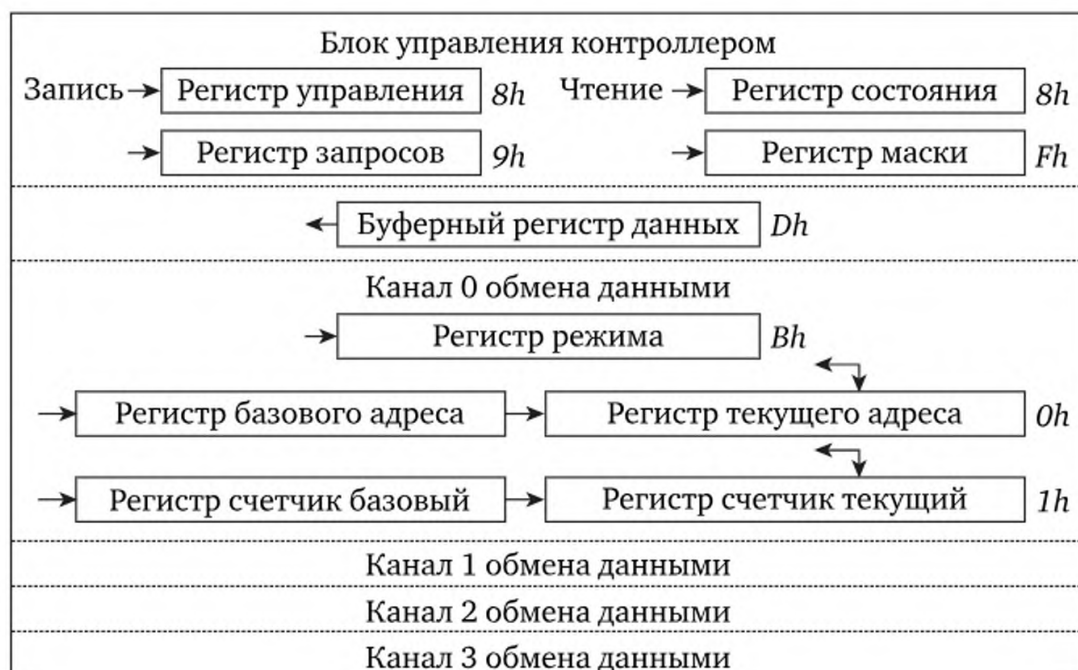 Блок управления контроллером
Запись Регистр управления 8h Чтение Регистр состояния 8h
Регистр запросов 9h Регистр маски Fh
Буферный регистр данных Dh
Канал 0 обмена данными
Регистр режима Bh
Регистр базового адреса Регистр текущего адреса 0h
Регистр счетчик базовый Регистр счетчик текущий 1h
Канал 1 обмена данными
Канал 2 обмена данными
Канал 3 обмена данными